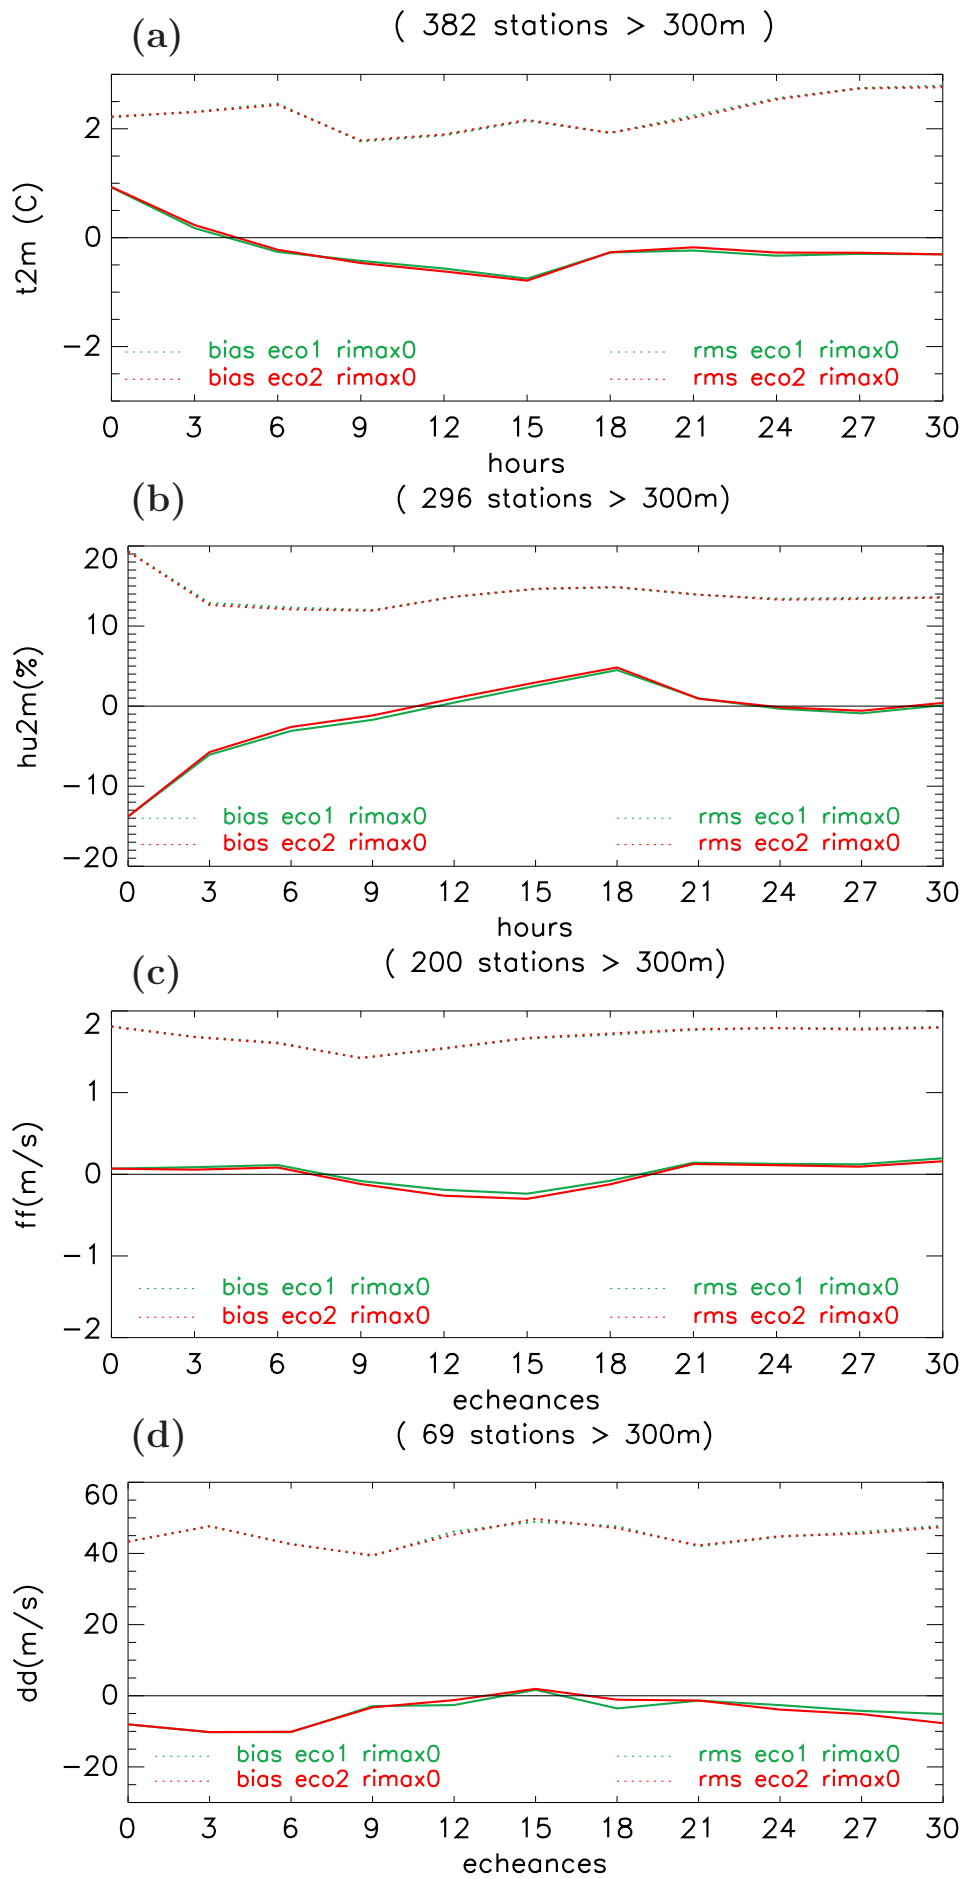 (a) ( 382 stations > 300m )
t2m (C)
2
0
−2
bias eco1 rimax0 rms eco1 rimax0
bias eco2 rimax0 rms eco2 rimax0
0 3 6 9 12 15 18 21 24 27 30
hours
(b) ( 296 stations > 300m)
hu2m(%)
20
10
0
−10
−20
bias eco1 rimax0 rms eco1 rimax0
bias eco2 rimax0 rms eco2 rimax0
0 3 6 9 12 15 18 21 24 27 30
hours
(c) ( 200 stations > 300m)
ff(m/s)
2
1
0
−1
−2
bias eco1 rimax0 rms eco1 rimax0
bias eco2 rimax0 rms eco2 rimax0
0 3 6 9 12 15 18 21 24 27 30
echeances
(d) ( 69 stations > 300m)
dd(m/s)
60
40
20
0
−20
bias eco1 rimax0 rms eco1 rimax0
bias eco2 rimax0 rms eco2 rimax0
0 3 6 9 12 15 18 21 24 27 30
echeances